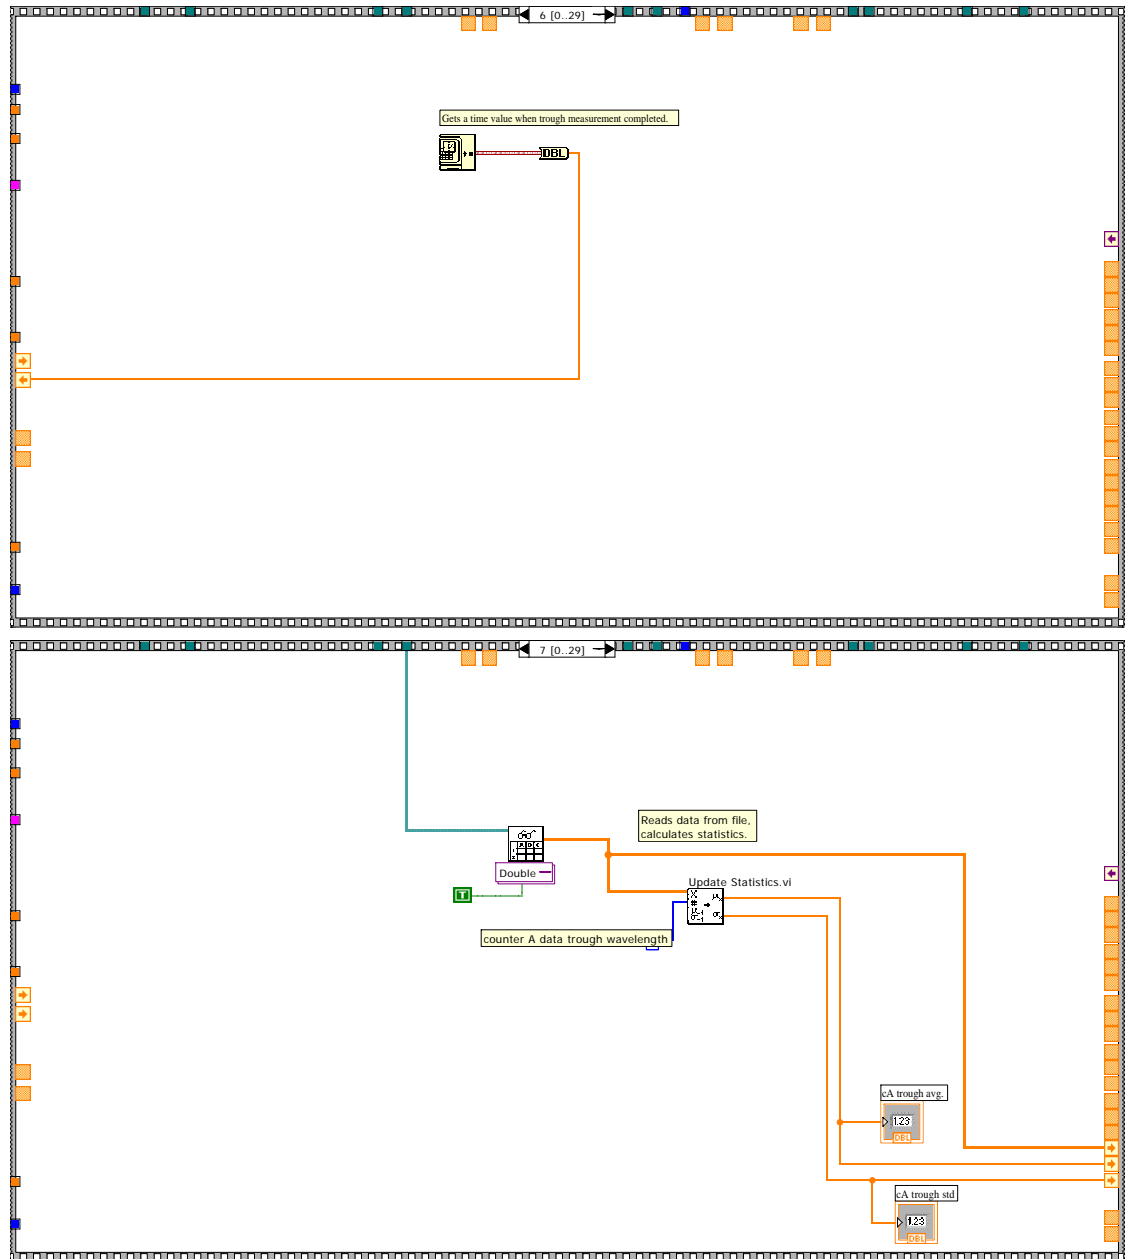 6 [0..29]
Gets a time value when trough measurement completed.
DBL
7 [0..29]
Reads data from file,
calculates statistics.
Double
Update Statistics.vi
T
counter A data trough wavelength
cA trough avg.
1.23
DBL
cA trough std
1.23
DBL